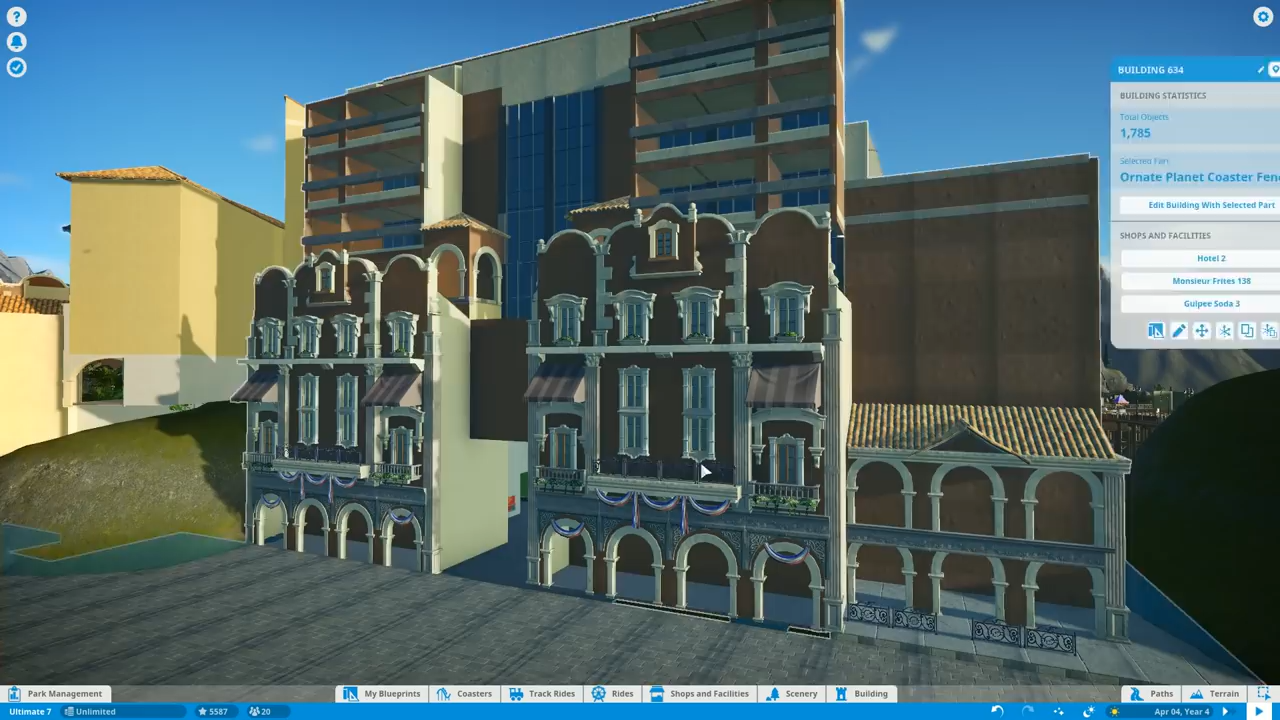 ?
BUILDING 634
BUILDING STATISTICS
Total Objects
1,785
Selected Part
Ornate Planet Coaster Fen
Edit Building With Selected Part
SHOPS AND FACILITIES
Hotel 2
Monsieur Frites 138
Gulpee Soda 3
Park Management
My Blueprints
Coasters
Track Rides
Rides
Shops and Facilities
Scenery
Building
Paths
Terrain
Ultimate 7
Unlimited
5587
20
Apr 04, Year 4